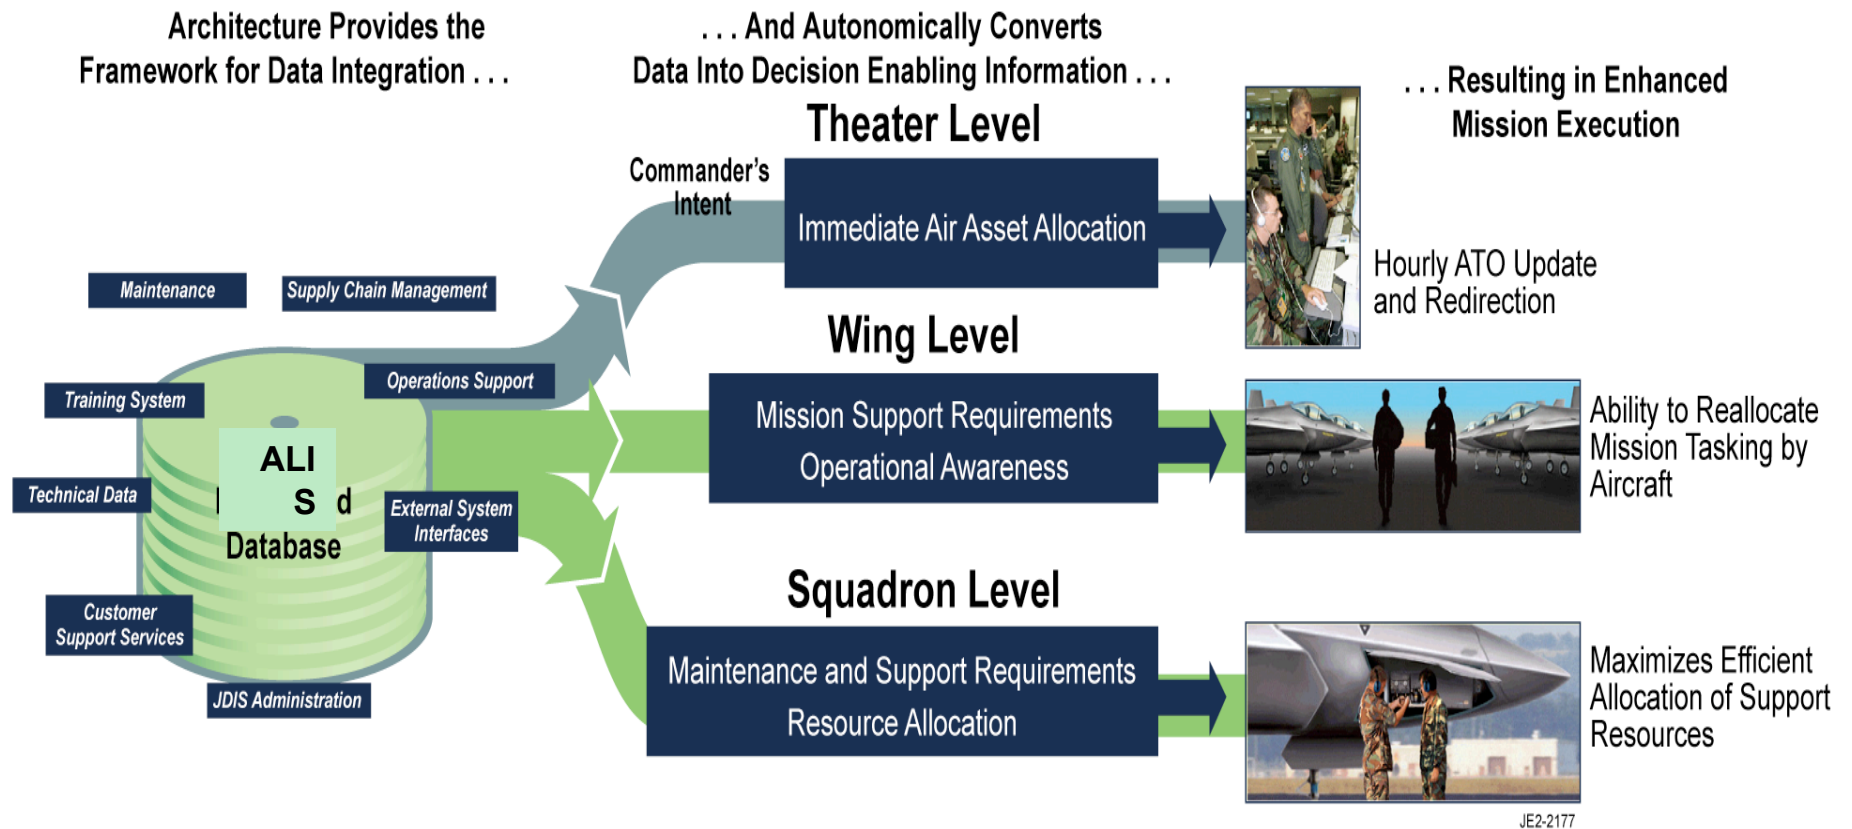 Architecture Provides the
Framework for Data Integration . . .
. . . And Autonomically Converts
Data Into Decision Enabling Information . . .
. . . Resulting in Enhanced
Mission Execution
Theater Level
Commander's
Intent
Immediate Air Asset Allocation
Hourly ATO Update
and Redirection
Maintenance
Supply Chain Management
Training System
Operations Support
Technical Data
External System
Interfaces
Customer
Support Services
JDIS Administration
ALI
S
Database
Wing Level
Mission Support Requirements
Operational Awareness
Ability to Reallocate
Mission Tasking by
Aircraft
Squadron Level
Maintenance and Support Requirements
Resource Allocation
Maximizes Efficient
Allocation of Support
Resources
JE2-2177